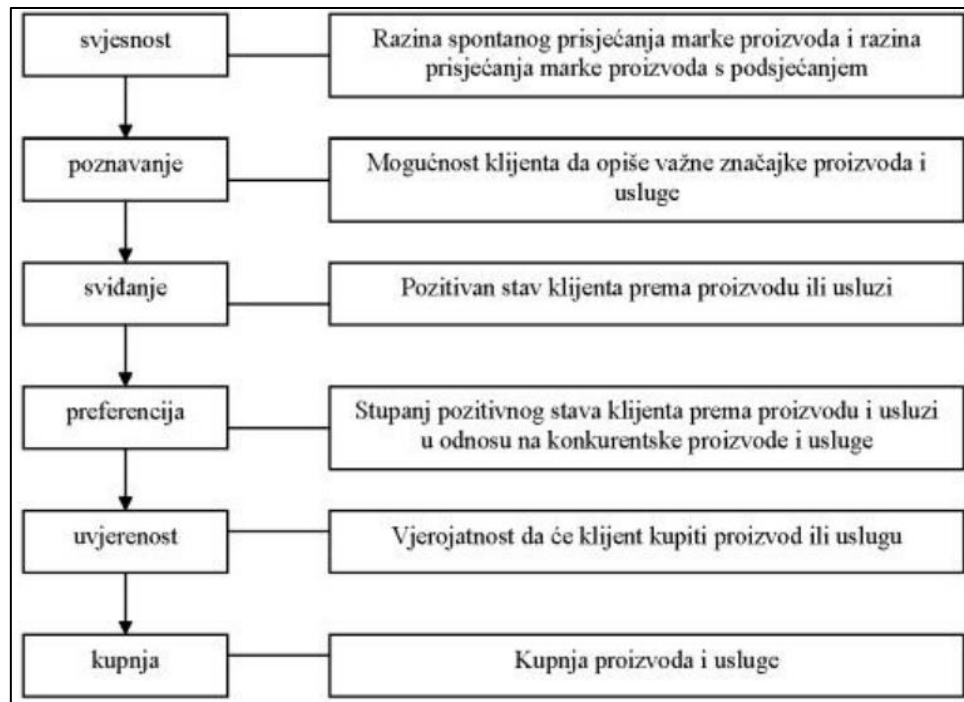 svjesnost
Razina spontanog prisjećanja marke proizvoda i razina
prisjećanja marke proizvoda s podsjećanjem
poznavanje
Mogućnost klijenta da opiše važne značajke proizvoda i
usluge
sviđanje
Pozitivan stav klijenta prema proizvodu ili usluzi
preferencija
Stupanj pozitivnog stava klijenta prema proizvodu i usluzi
u odnosu na konkurentske proizvode i usluge
uvjerenost
Vjerojatnost da će klijent kupiti proizvod ili uslugu
kupnja
Kupnja proizvoda i usluge